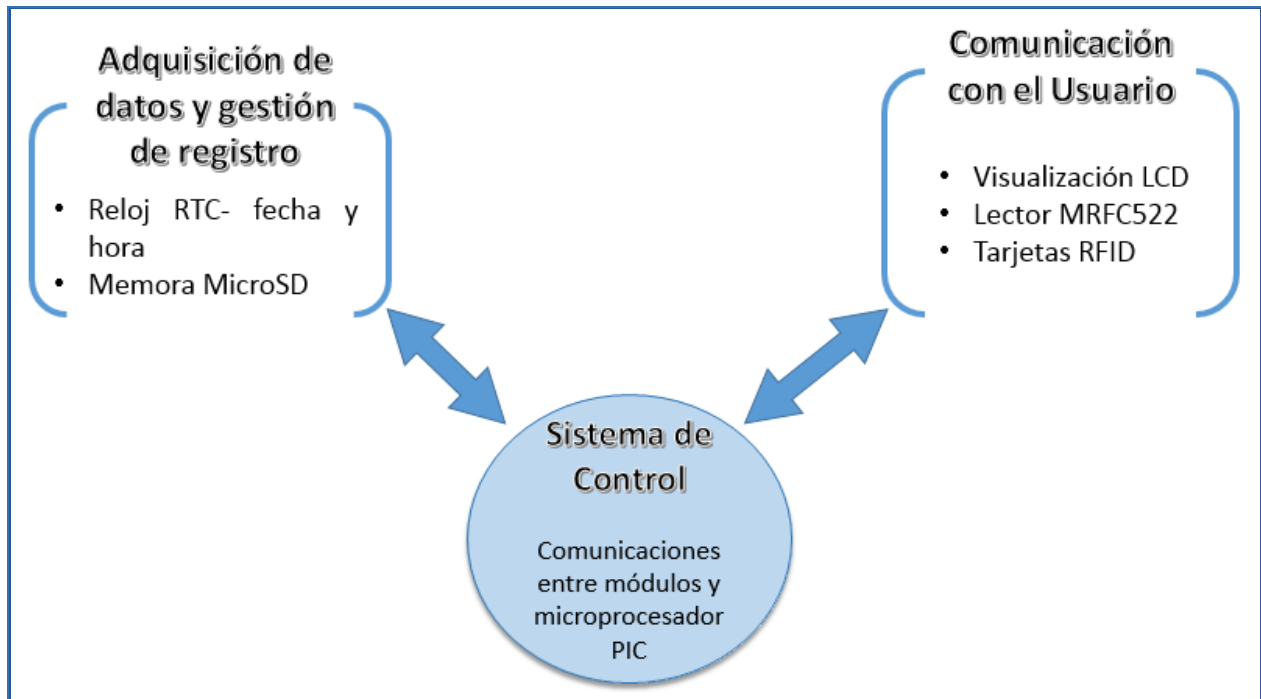 Adquisición de
datos y gestión
de registro
• Reloj RTC- fecha y
hora
• Memora MicroSD
Comunicación
con el Usuario
• Visualización LCD
• Lector MRFC522
• Tarjetas RFID
Sistema de
Control
Comunicaciones
entre módulos y
microprocesador
PIC